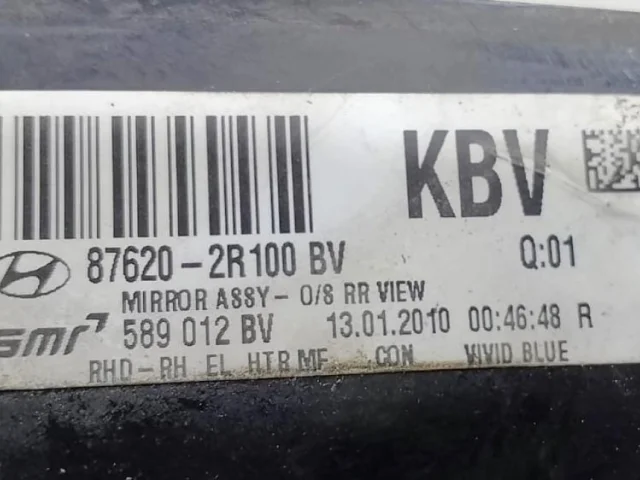 KBV
87620-2R100 BV Q:01
MIRROR ASSY- O/S RR VIEW
smr 589 012 BV 13.01.2010 00:46:48 R
RHD-RH EL HTR MF CON VIVID BLUE